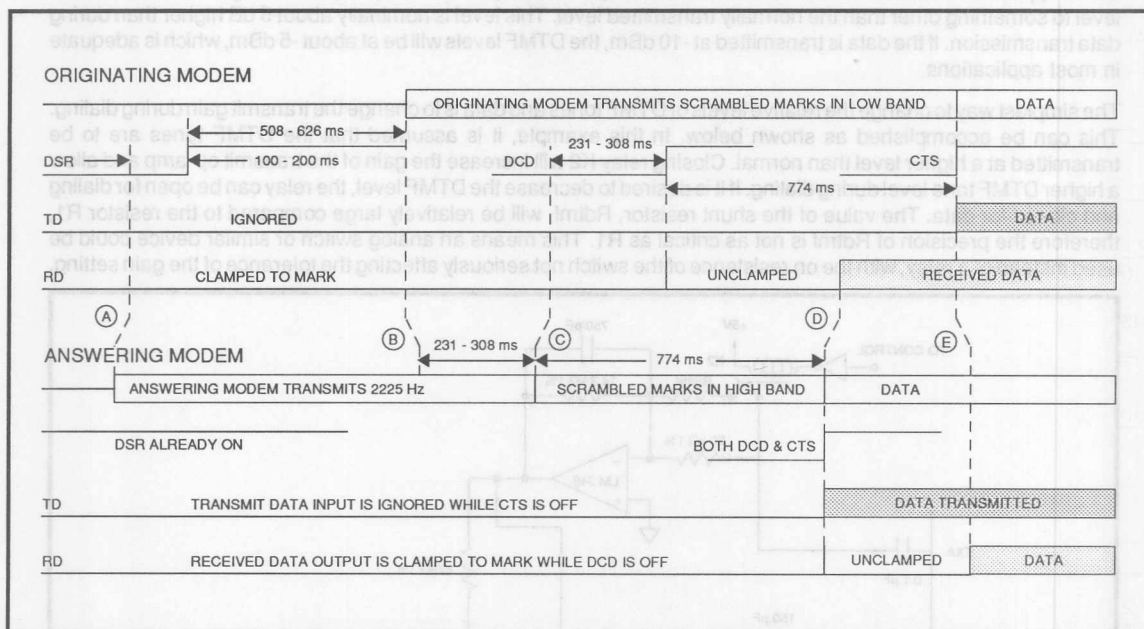 ORIGINATING MODEM
ORIGINATING MODEM TRANSMITS SCRAMBLED MARKS IN LOW BAND
DATA
508 - 626 ms
231 - 308 ms
DSR
100 - 200 ms
DCD
CTS
774 ms
TD
IGNORED
DATA
RD
CLAMPED TO MARK
UNCLAMPED
RECEIVED DATA
A
B
C
D
E
231 - 308 ms
774 ms
ANSWERING MODEM
ANSWERING MODEM TRANSMITS 2225 Hz
SCRAMBLED MARKS IN HIGH BAND
DATA
DSR ALREADY ON
BOTH DCD & CTS
TD
TRANSMIT DATA INPUT IS IGNORED WHILE CTS IS OFF
DATA TRANSMITTED
RD
RECEIVED DATA OUTPUT IS CLAMPED TO MARK WHILE DCD IS OFF
UNCLAMPED
DATA